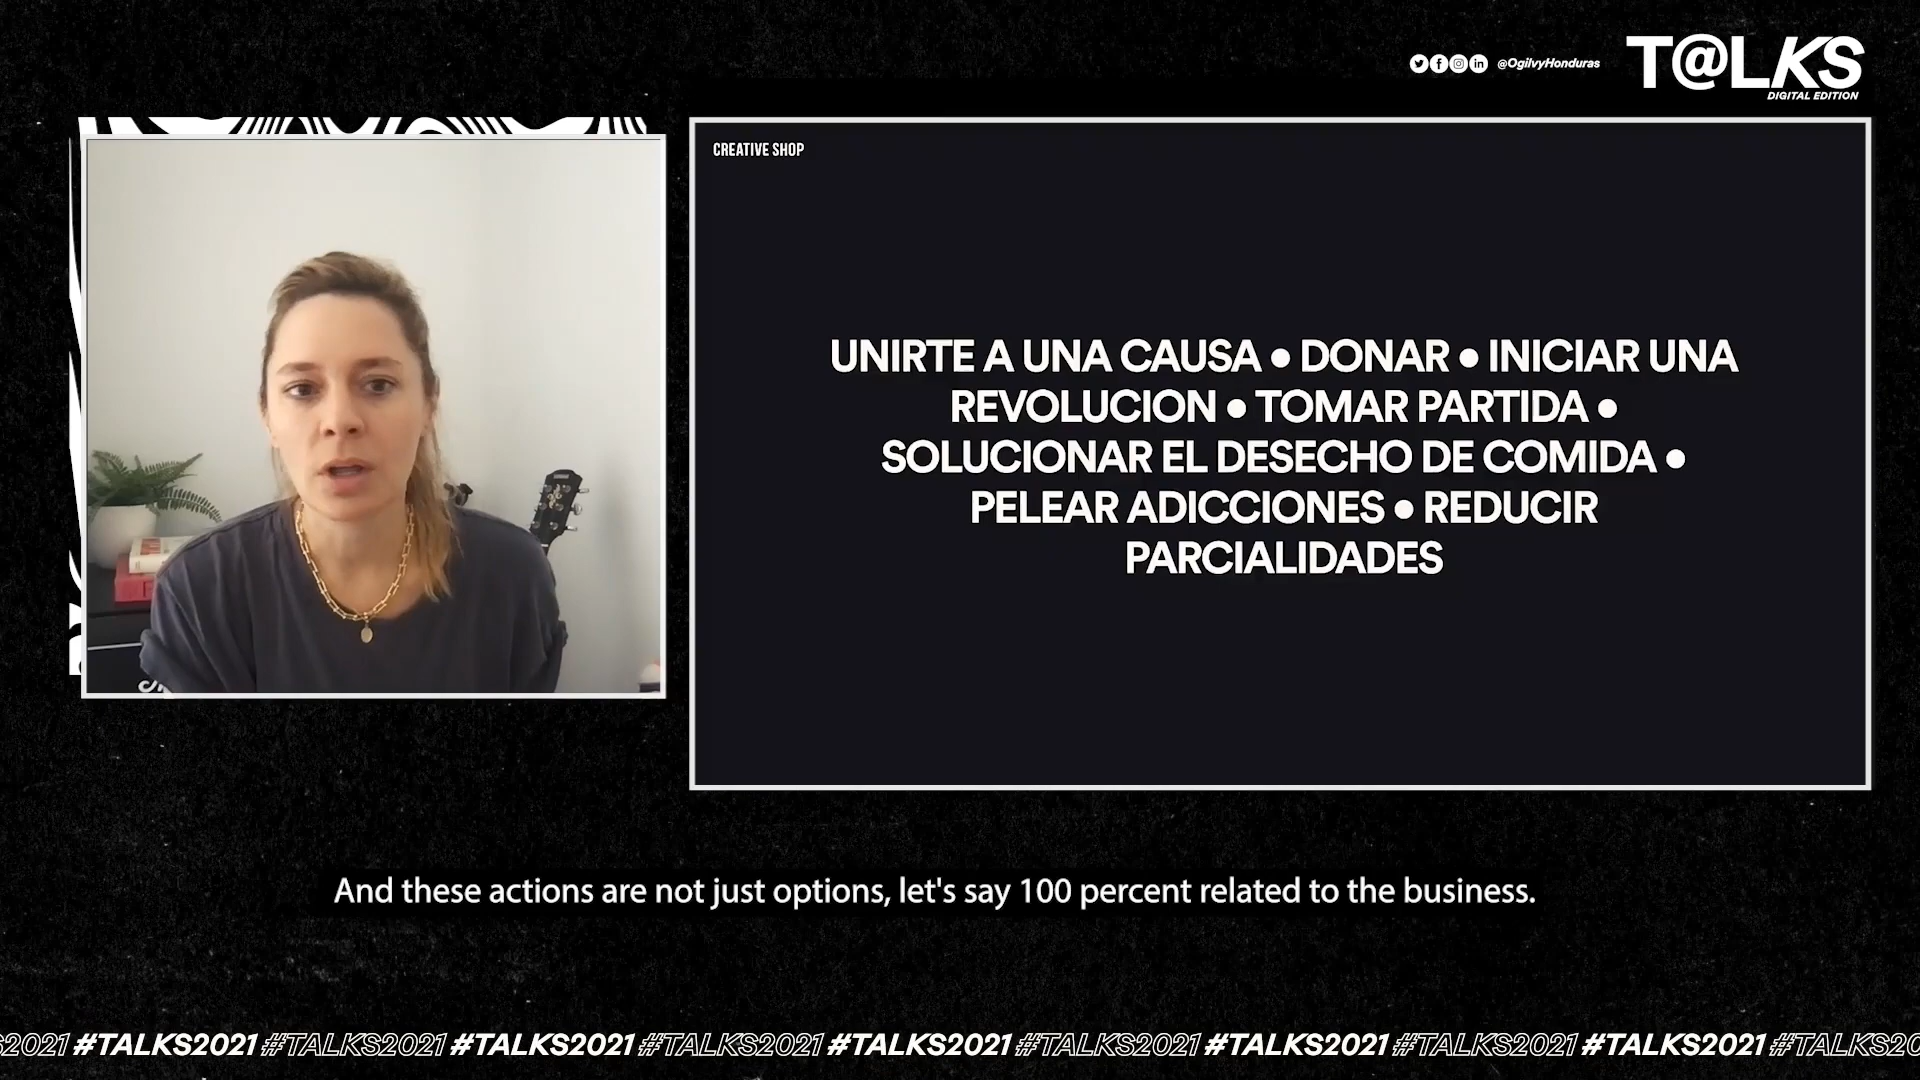 @OgilvyHonduras
T@LKS
DIGITAL EDITION
CREATIVE SHOP
UNIRTE A UNA CAUSA ● DONAR ● INICIAR UNA
REVOLUCION ● TOMAR PARTIDA ●
SOLUCIONAR EL DESECHO DE COMIDA ●
PELEAR ADICCIONES ● REDUCIR
PARCIALIDADES
And these actions are not just options, let's say 100 percent related to the business.
#TALKS2021 #TALKS2021 #TALKS2021 #TALKS2021 #TALKS2021 #TALKS2021 #TALKS2021 #TALKS2021 #TALKS2021